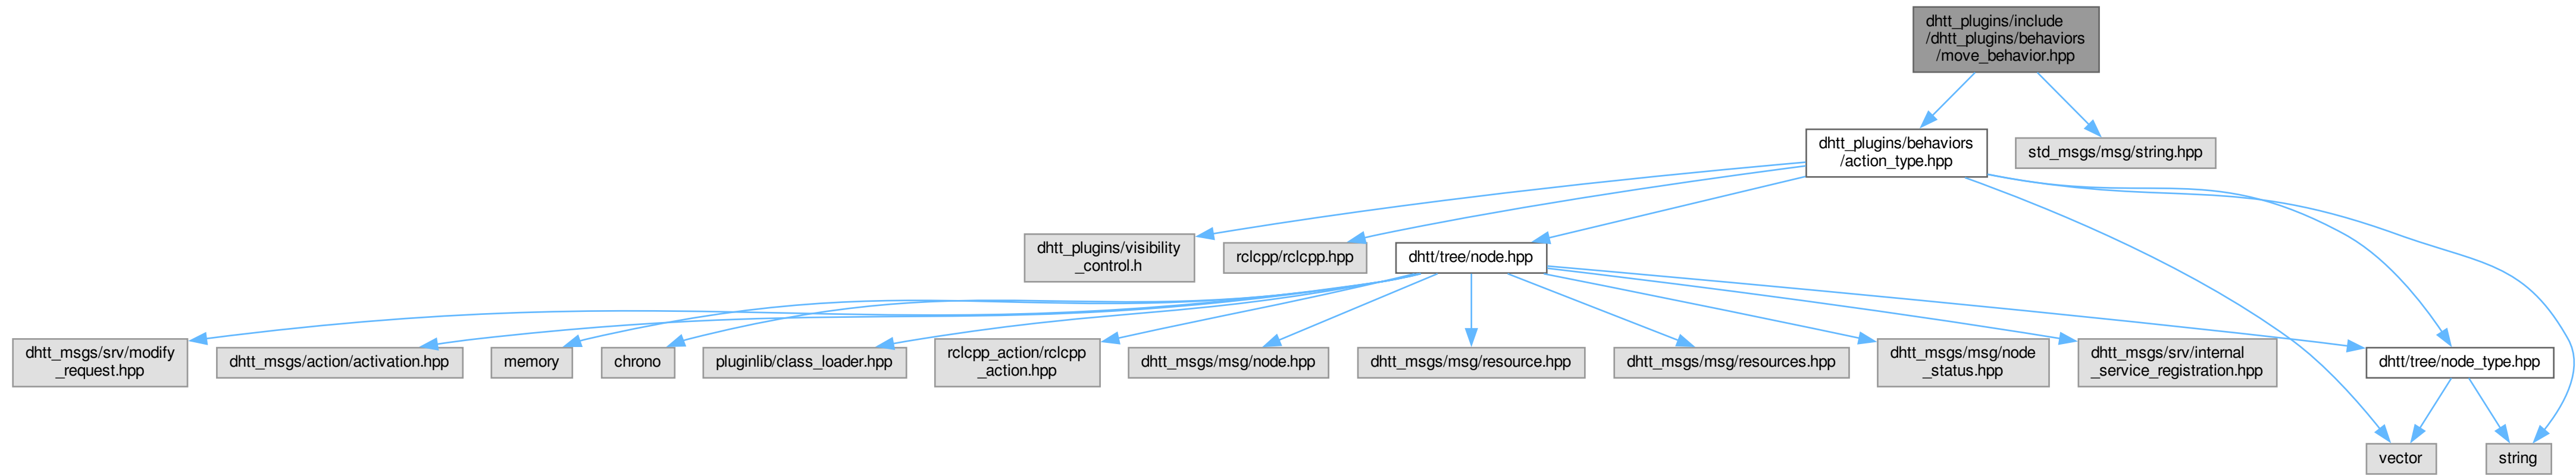 dhtt_plugins/include
/dhtt_plugins/behaviors
/move_behavior.hpp
dhtt_plugins/behaviors
/action_type.hpp
std_msgs/msg/string.hpp
dhtt_plugins/visibility
_control.h
rclcpp/rclcpp.hpp
dhtt/tree/node.hpp
dhtt_msgs/srv/modify
_request.hpp
dhtt_msgs/action/activation.hpp
memory
chrono
pluginlib/class_loader.hpp
rclcpp_action/rclcpp
_action.hpp
dhtt_msgs/msg/node.hpp
dhtt_msgs/msg/resource.hpp
dhtt_msgs/msg/resources.hpp
dhtt_msgs/msg/node
_status.hpp
dhtt_msgs/srv/internal
_service_registration.hpp
dhtt/tree/node_type.hpp
vector
string